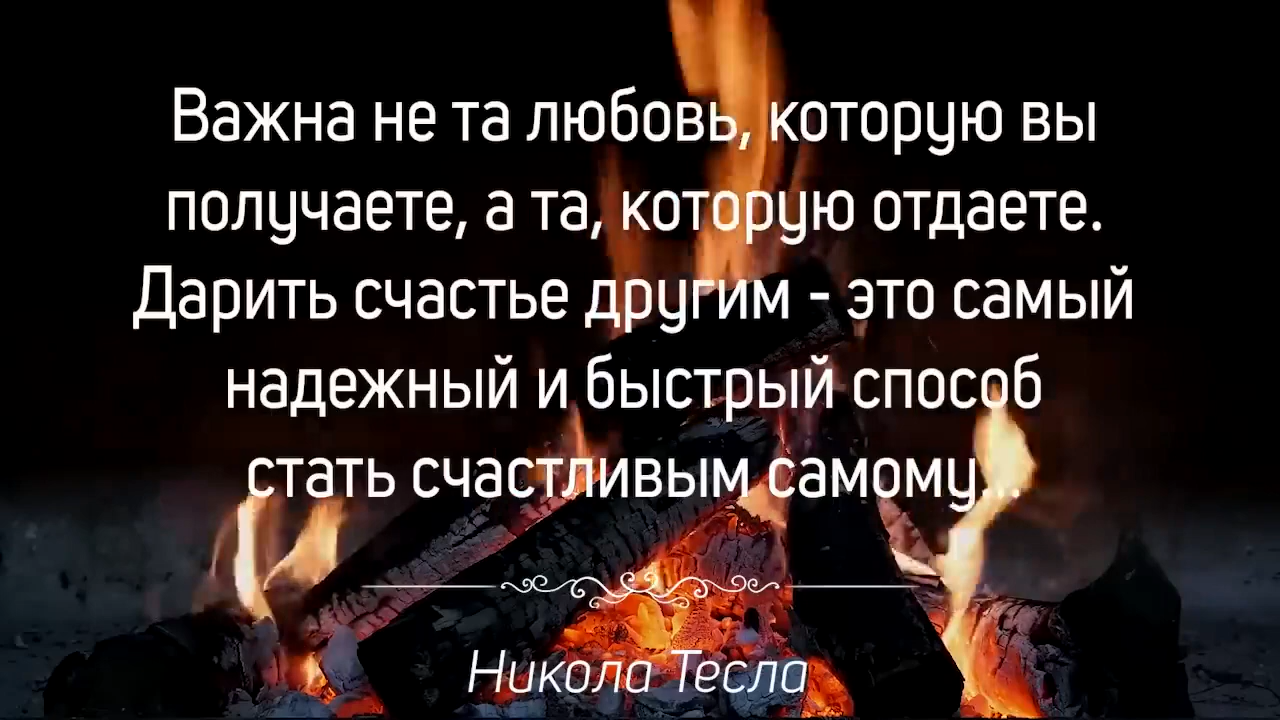 Важна не та любовь, которую вы
получаете, а та, которую отдаете.
Дарить счастье другим - это самый
надежный и быстрый способ
стать счастливым самому...
Никола Тесла